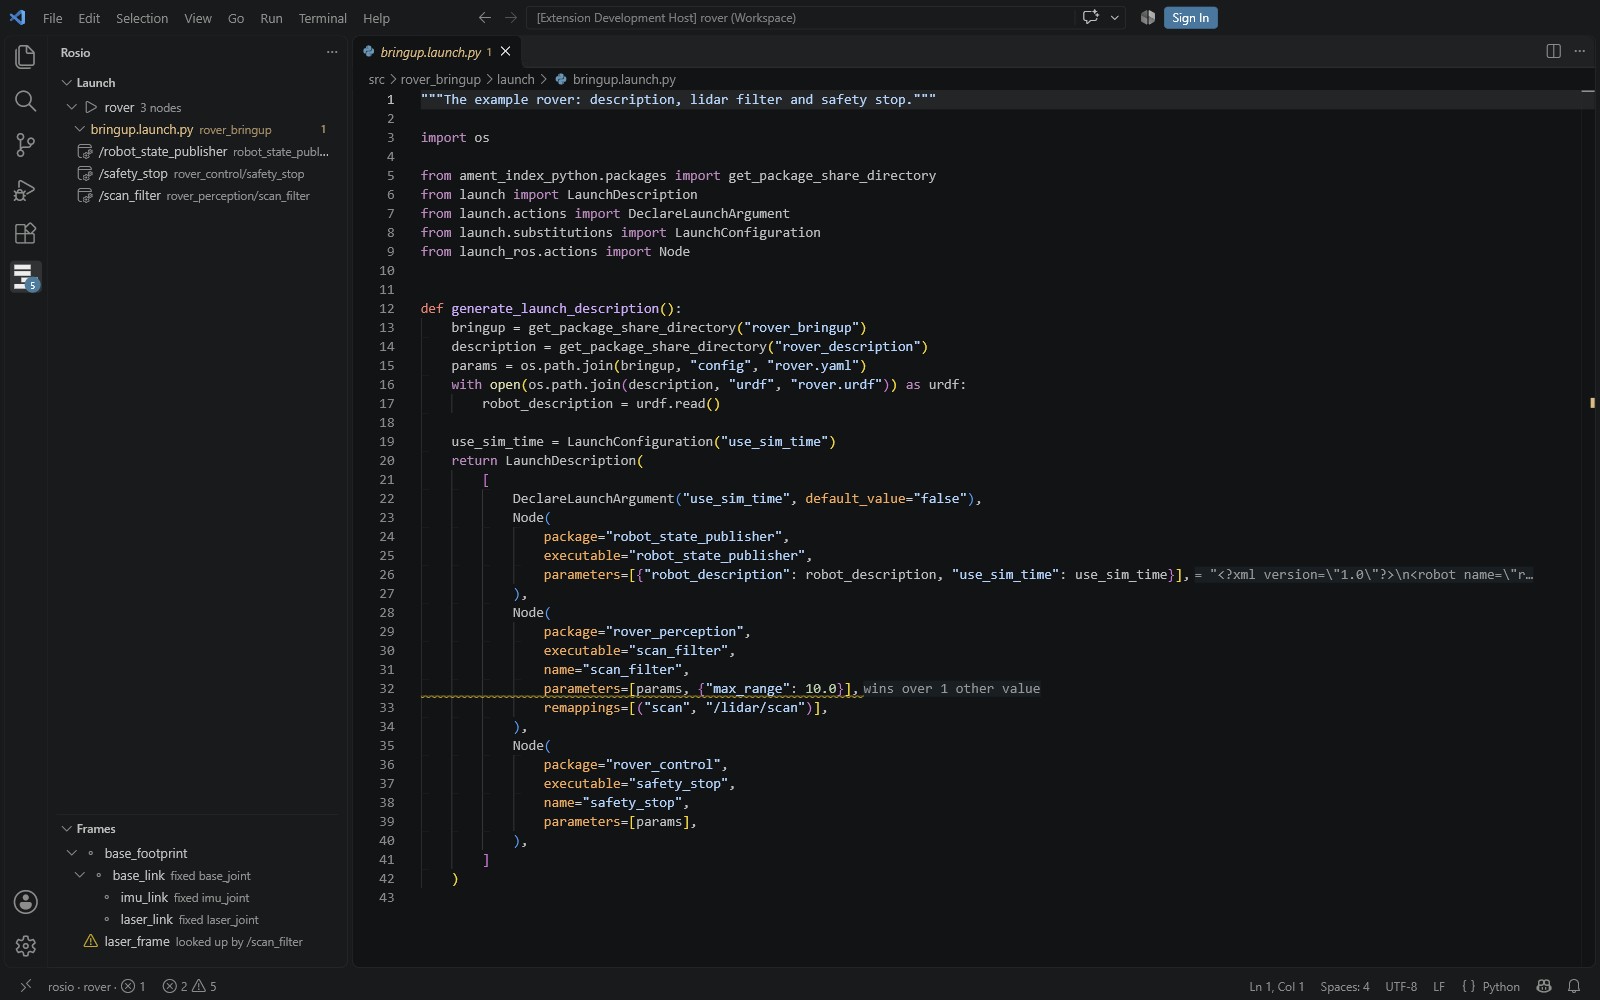 File Edit Selection View Go Run Terminal Help
[Extension Development Host] rover (Workspace)
Sign In
Rosio
Launch
rover 3 nodes
bringup.launch.py rover_bringup 1
/robot_state_publisher robot_state_publ...
/safety_stop rover_control/safety_stop
/scan_filter rover_perception/scan_filter
5
Frames
base_footprint
base_link fixed base_joint
imu_link fixed imu_joint
laser_link fixed laser_joint
laser_frame looked up by /scan_filter
bringup.launch.py 1
src > rover_bringup > launch > bringup.launch.py
1 """The example rover: description, lidar filter and safety stop."""
2
3 import os
4
5 from ament_index_python.packages import get_package_share_directory
6 from launch import LaunchDescription
7 from launch.actions import DeclareLaunchArgument
8 from launch.substitutions import LaunchConfiguration
9 from launch_ros.actions import Node
10
11
12 def generate_launch_description():
13     bringup = get_package_share_directory("rover_bringup")
14     description = get_package_share_directory("rover_description")
15     params = os.path.join(bringup, "config", "rover.yaml")
16     with open(os.path.join(description, "urdf", "rover.urdf")) as urdf:
17         robot_description = urdf.read()
18
19     use_sim_time = LaunchConfiguration("use_sim_time")
20     return LaunchDescription(
21         [
22             DeclareLaunchArgument("use_sim_time", default_value="false"),
23             Node(
24                 package="robot_state_publisher",
25                 executable="robot_state_publisher",
26                 parameters=[{"robot_description": robot_description, "use_sim_time": use_sim_time}], = "<?xml version=\"1.0\"?>\n<robot name=\"r…
27             ),
28             Node(
29                 package="rover_perception",
30                 executable="scan_filter",
31                 name="scan_filter",
32                 parameters=[params, {"max_range": 10.0}], wins over 1 other value
33                 remappings=[("scan", "/lidar/scan")],
34             ),
35             Node(
36                 package="rover_control",
37                 executable="safety_stop",
38                 name="safety_stop",
39                 parameters=[params],
40             ),
41         ]
42     )
43
rosio · rover · 1 2 5
Ln 1, Col 1 Spaces: 4 UTF-8 LF { } Python